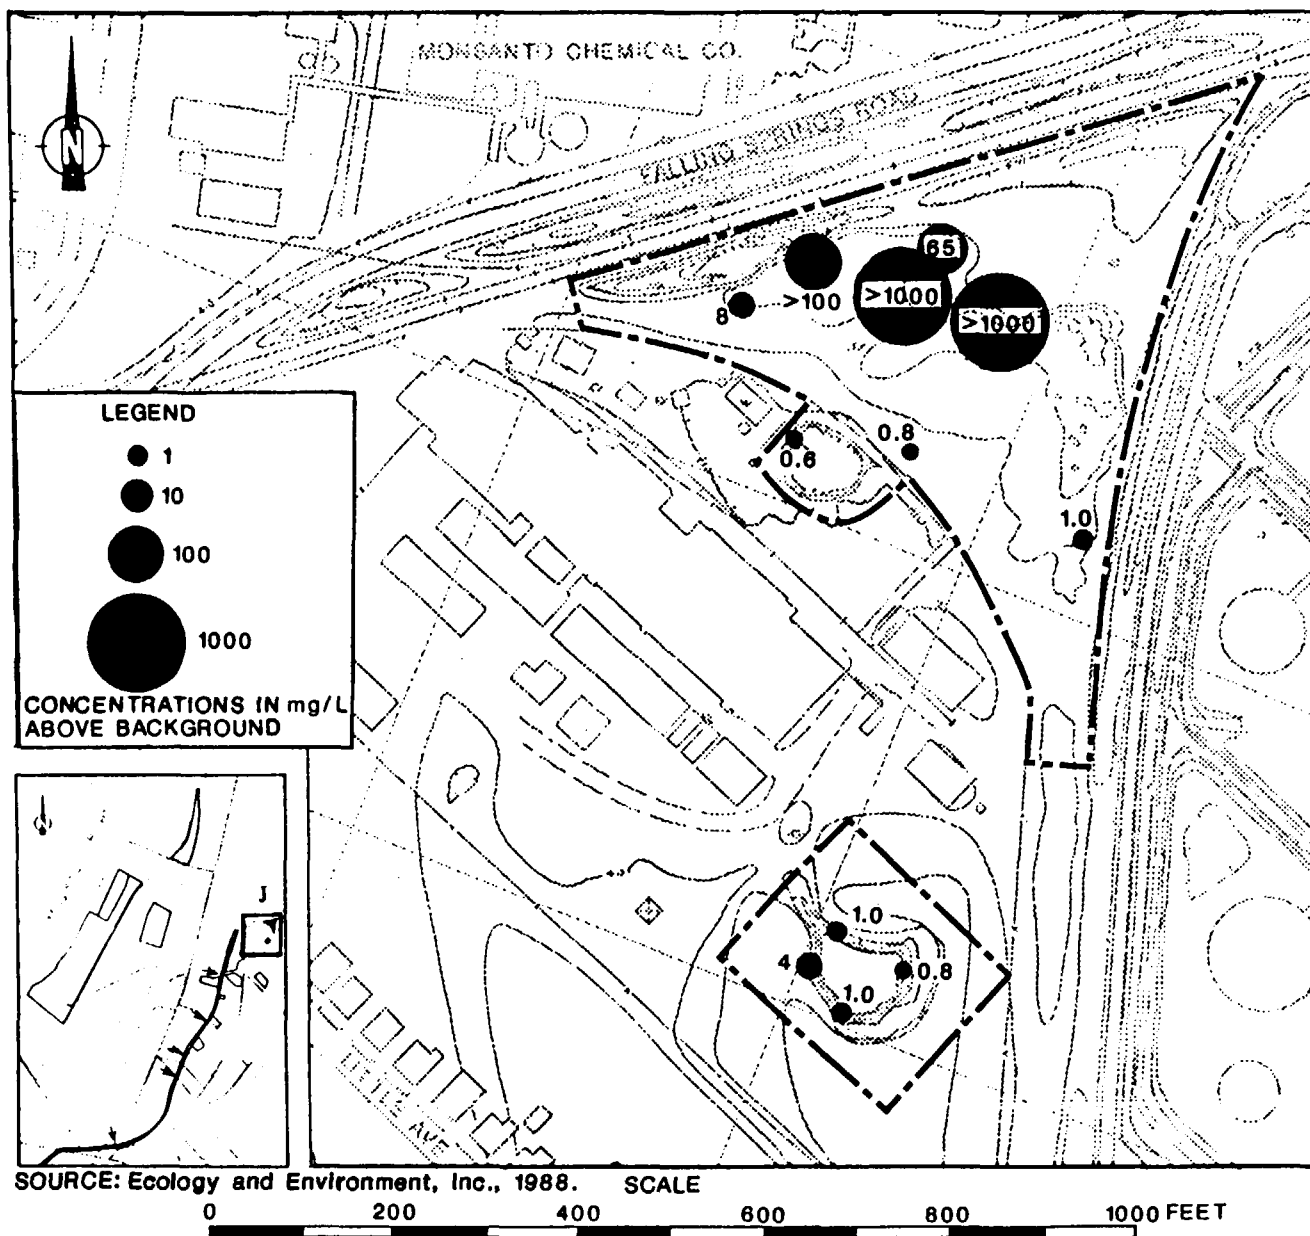 MONSANTO CHEMICAL CO.
FALLING SPRINGS ROAD
N
65
>1000
>100
>1000
8
0.8
0.6
1.0
LEGEND
1
10
100
1000
CONCENTRATIONS IN mg/L
ABOVE BACKGROUND
J
1.0
4
0.8
1.0
AVE
SOURCE: Ecology and Environment, Inc., 1988. SCALE
0 200 400 600 800 1000 FEET